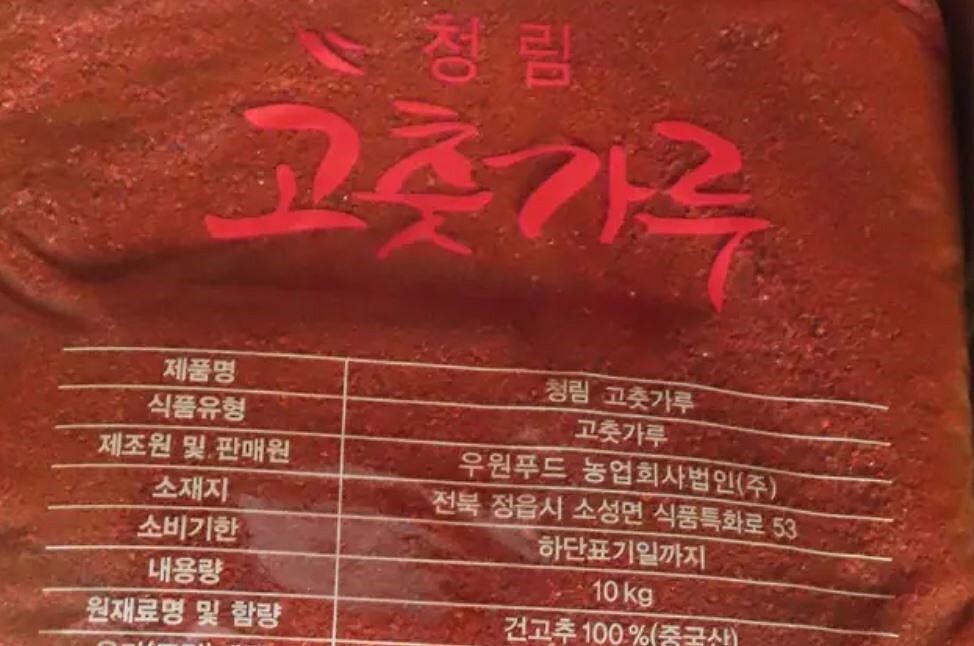 청림
고춧가루
제품명 청림 고춧가루
식품유형 고춧가루
제조원 및 판매원 우원푸드 농업회사법인(주)
소재지 전북 정읍시 소성면 식품특화로 53
소비기한 하단표기일까지
내용량 10 kg
원재료명 및 함량 건고추 100 %(중국산)